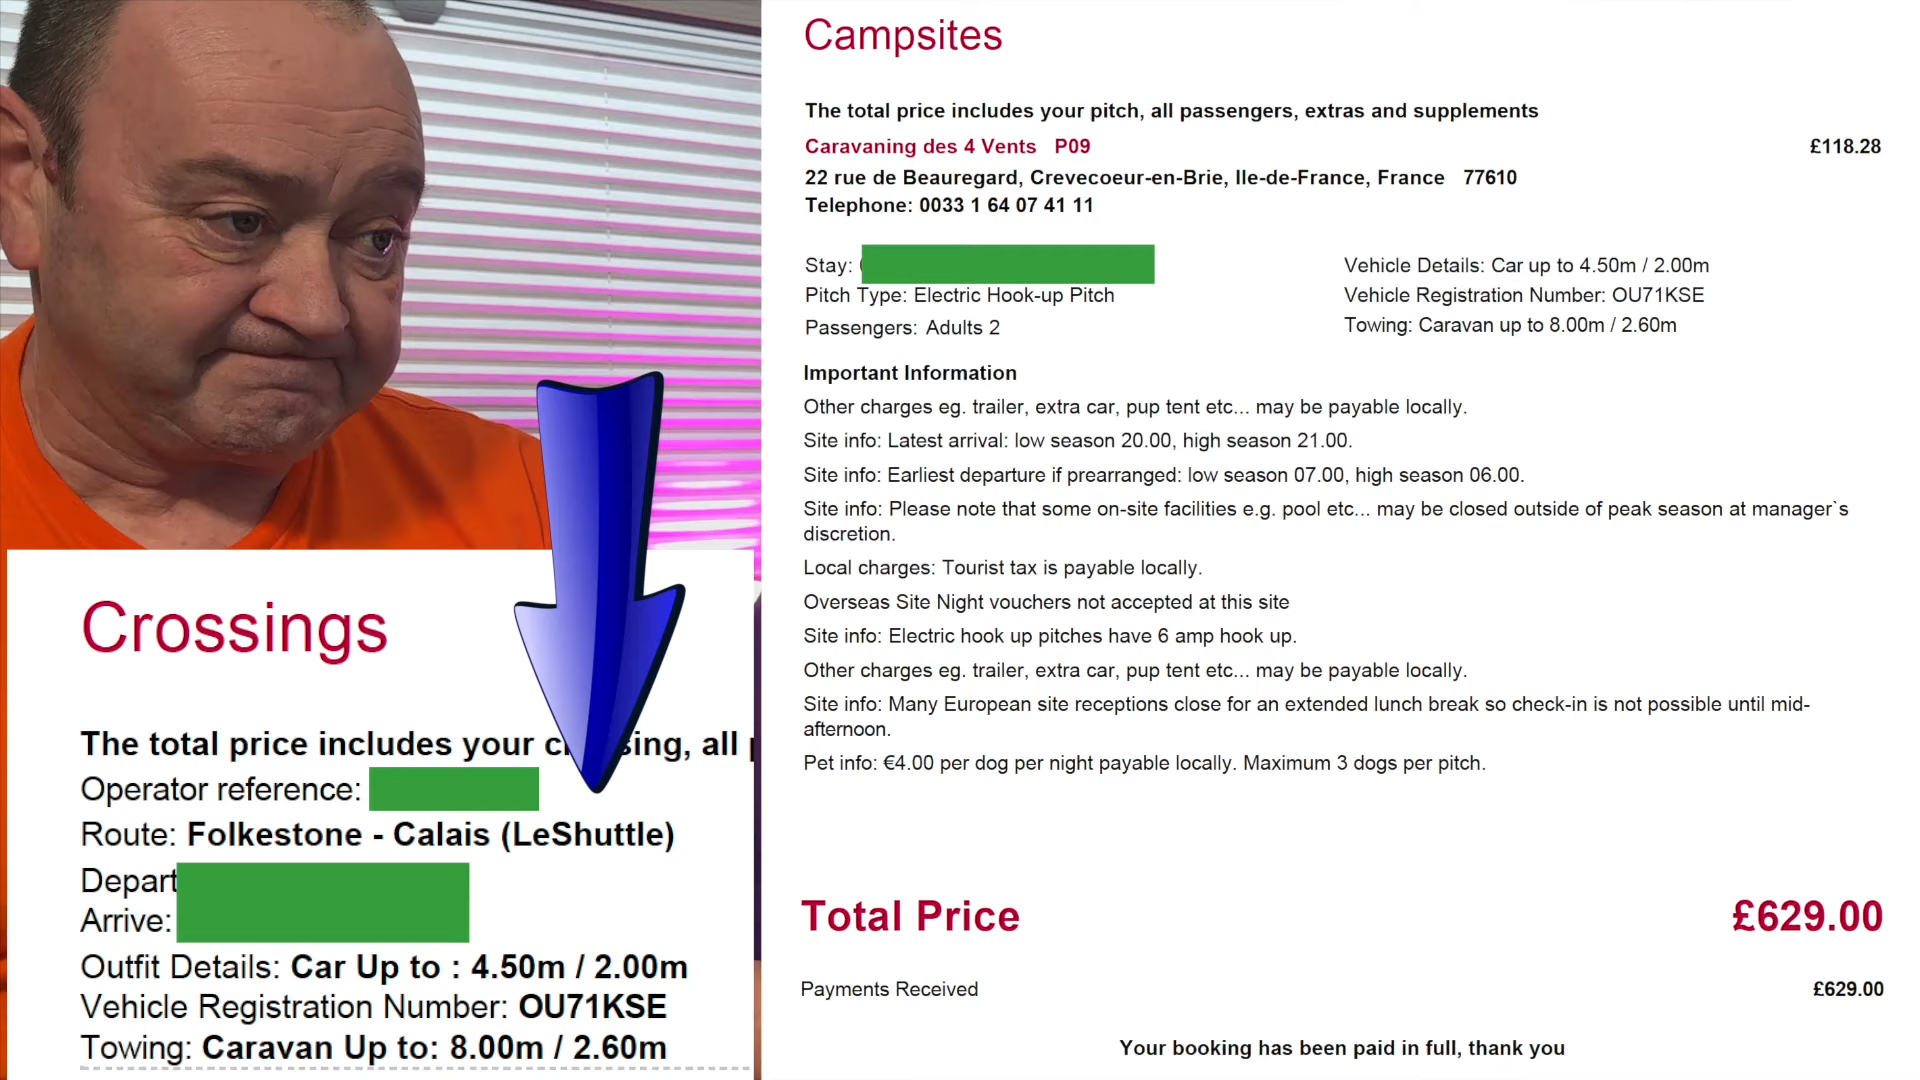 Campsites
The total price includes your pitch, all passengers, extras and supplements
Caravaning des 4 Vents P09 £118.28
22 rue de Beauregard, Crevecoeur-en-Brie, Ile-de-France, France 77610
Telephone: 0033 1 64 07 41 11
Stay:
Pitch Type: Electric Hook-up Pitch
Passengers: Adults 2
Vehicle Details: Car up to 4.50m / 2.00m
Vehicle Registration Number: OU71KSE
Towing: Caravan up to 8.00m / 2.60m
Important Information
Other charges eg. trailer, extra car, pup tent etc... may be payable locally.
Site info: Latest arrival: low season 20.00, high season 21.00.
Site info: Earliest departure if prearranged: low season 07.00, high season 06.00.
Site info: Please note that some on-site facilities e.g. pool etc... may be closed outside of peak season at manager`s
discretion.
Local charges: Tourist tax is payable locally.
Overseas Site Night vouchers not accepted at this site
Site info: Electric hook up pitches have 6 amp hook up.
Other charges eg. trailer, extra car, pup tent etc... may be payable locally.
Site info: Many European site receptions close for an extended lunch break so check-in is not possible until mid-
afternoon.
Pet info: €4.00 per dog per night payable locally. Maximum 3 dogs per pitch.
Total Price £629.00
Payments Received £629.00
Your booking has been paid in full, thank you
Crossings
The total price includes your sing, all
Operator reference:
Route: Folkestone - Calais (LeShuttle)
Depart
Arrive:
Outfit Details: Car Up to : 4.50m / 2.00m
Vehicle Registration Number: OU71KSE
Towing: Caravan Up to: 8.00m / 2.60m